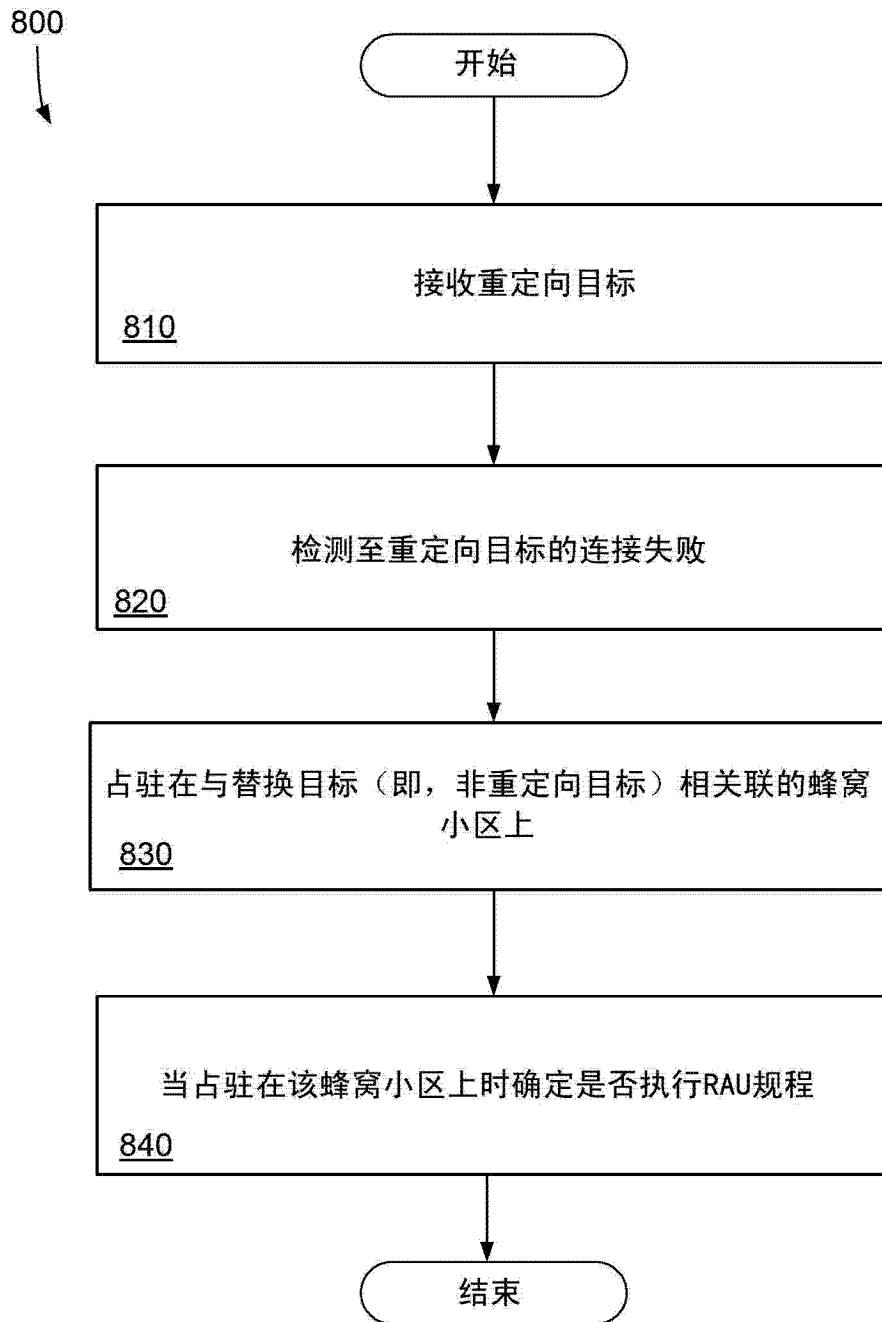 800
开始
接收重定向目标
810
检测至重定向目标的连接失败
820
占驻在与替换目标（即，非重定向目标）相关联的蜂窝
小区上
830
当占驻在该蜂窝小区上时确定是否执行RAU规程
840
结束